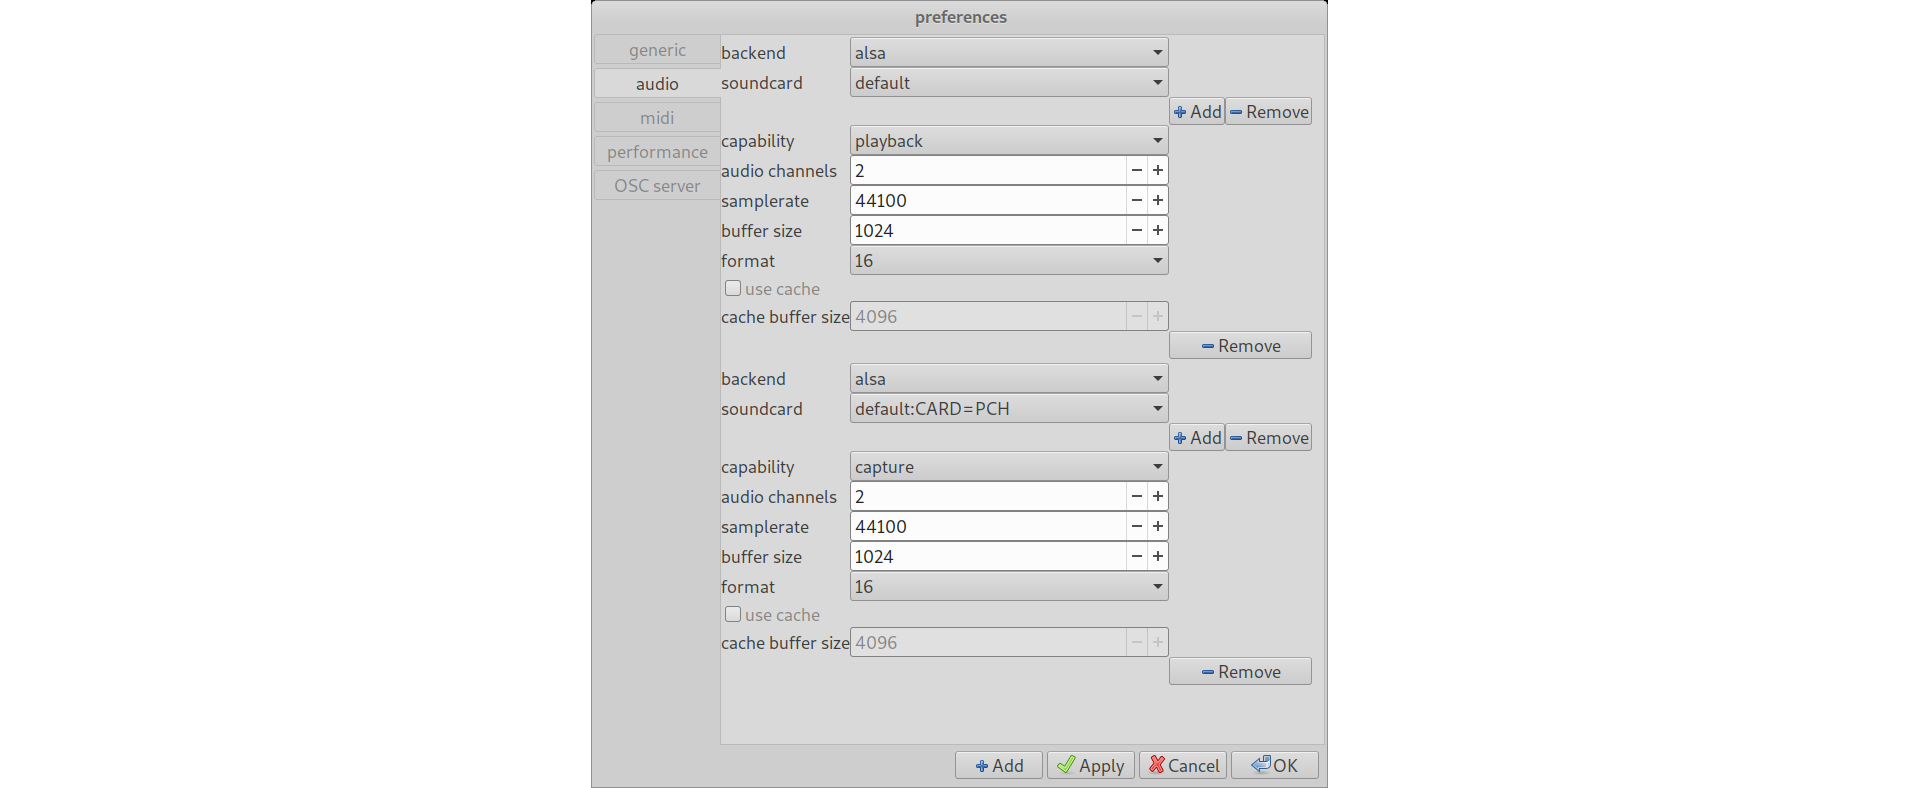 preferences
generic
audio
midi
performance
OSC server
backend alsa
soundcard default
Add Remove
capability playback
audio channels 2
samplerate 44100
buffer size 1024
format 16
use cache
cache buffer size 4096
Remove
backend alsa
soundcard default:CARD=PCH
Add Remove
capability capture
audio channels 2
samplerate 44100
buffer size 1024
format 16
use cache
cache buffer size 4096
Remove
Add Apply Cancel OK